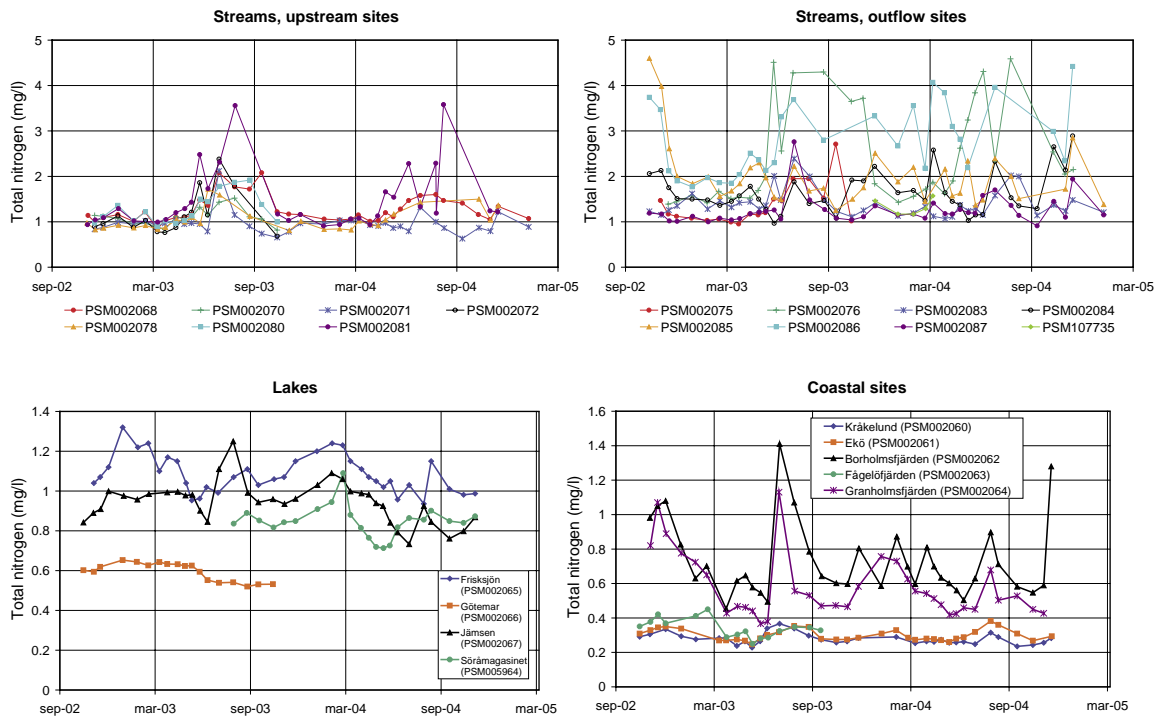 Streams, upstream sites
Total nitrogen (mg/l)
5
4
3
2
1
0
sep-02 mar-03 sep-03 mar-04 sep-04 mar-05
PSM002068 PSM002070 PSM002071 PSM002072
PSM002078 PSM002080 PSM002081
Streams, outflow sites
Total nitrogen (mg/l)
5
4
3
2
1
0
sep-02 mar-03 sep-03 mar-04 sep-04 mar-05
PSM002075 PSM002076 PSM002083 PSM002084
PSM002085 PSM002086 PSM002087 PSM107735
Lakes
Total nitrogen (mg/l)
1.4
1.2
1
0.8
0.6
0.4
0.2
0
sep-02 mar-03 sep-03 mar-04 sep-04 mar-05
Frisksjön
(PSM002065)
Götemar
(PSM002066)
Jämsen
(PSM002067)
Söråmagasinet
(PSM005964)
Coastal sites
Total nitrogen (mg/l)
1.6
1.4
1.2
1
0.8
0.6
0.4
0.2
0
sep-02 mar-03 sep-03 mar-04 sep-04 mar-05
Kråkelund (PSM002060)
Ekö (PSM002061)
Borholmsfjärden (PSM002062
Fågelöfjärden (PSM002063)
Granholmsfjärden (PSM002064)